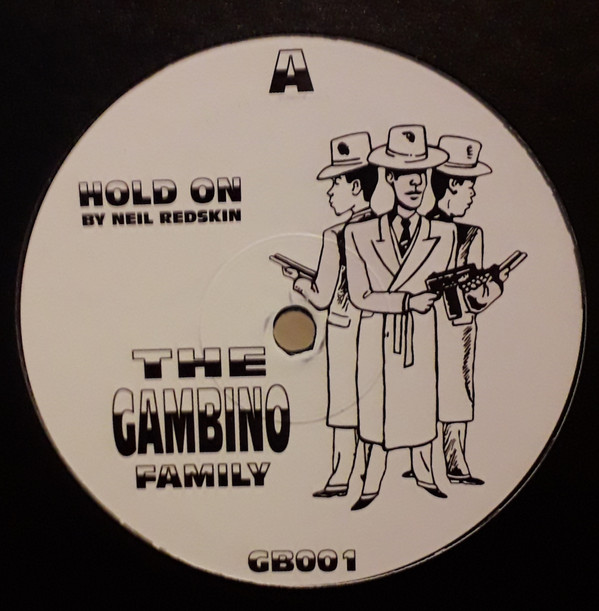 A
HOLD ON
BY NEIL REDSKIN
THE
GAMBINO
FAMILY
GB001